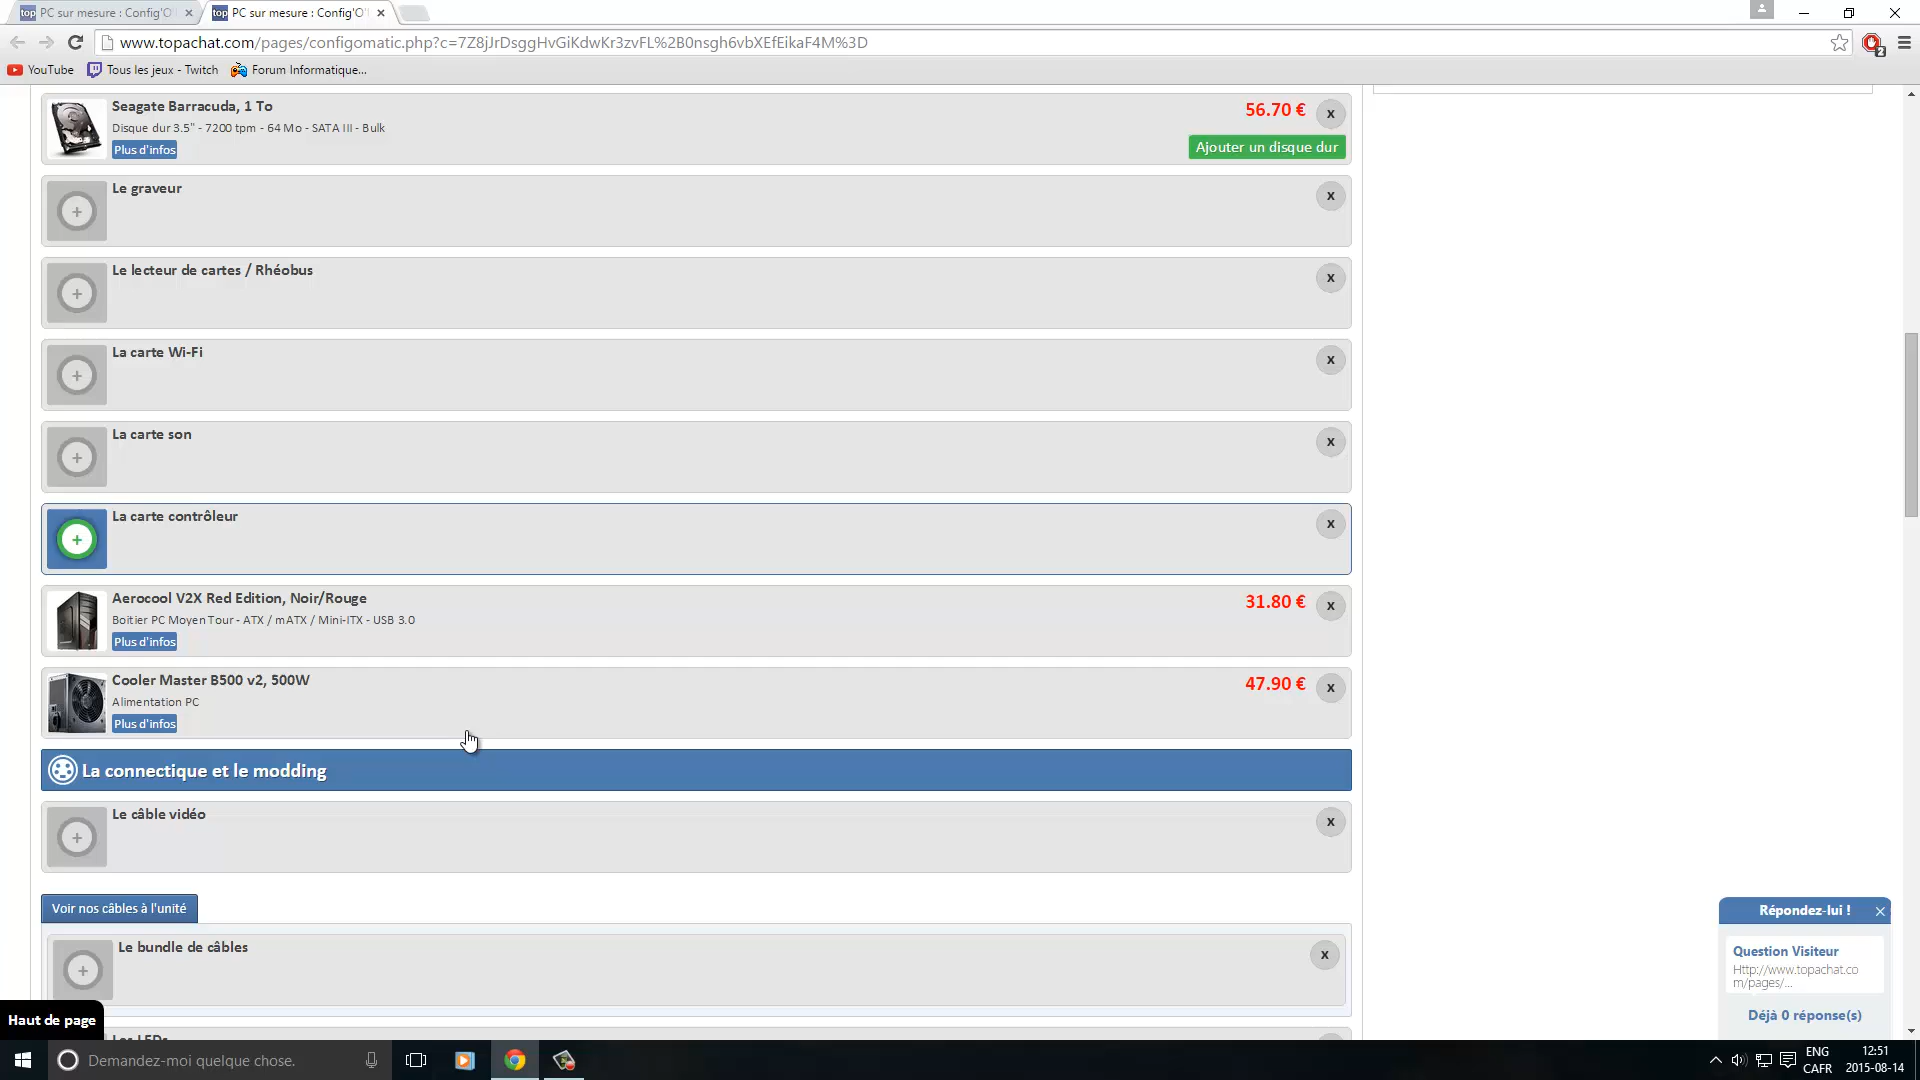 top PC sur mesure : Config'O'
top PC sur mesure : Config'O'
www.topachat.com/pages/configomatic.php?c=7Z8jJrDsggHvGiKdwKr3zvFL%2B0nsgh6vbXEfEikaF4M%3D
2
YouTube
Tous les jeux - Twitch
Forum Informatique...
Seagate Barracuda, 1 To
56.70 €
x
Disque dur 3.5" - 7200 tpm - 64 Mo - SATA III - Bulk
Plus d'infos
Ajouter un disque dur
Le graveur
x
Le lecteur de cartes / Rhéobus
x
La carte Wi-Fi
x
La carte son
x
La carte contrôleur
x
Aerocool V2X Red Edition, Noir/Rouge
31.80 €
x
Boitier PC Moyen Tour - ATX / mATX / Mini-ITX - USB 3.0
Plus d'infos
Cooler Master B500 v2, 500W
47.90 €
x
Alimentation PC
Plus d'infos
La connectique et le modding
Le câble vidéo
x
Voir nos câbles à l'unité
Le bundle de câbles
x
Les LEDs
Haut de page
Répondez-lui !
Question Visiteur
Http://www.topachat.co
m/pages/...
Déjà 0 réponse(s)
Demandez-moi quelque chose.
ENG
CAFR
12:51
2015-08-14